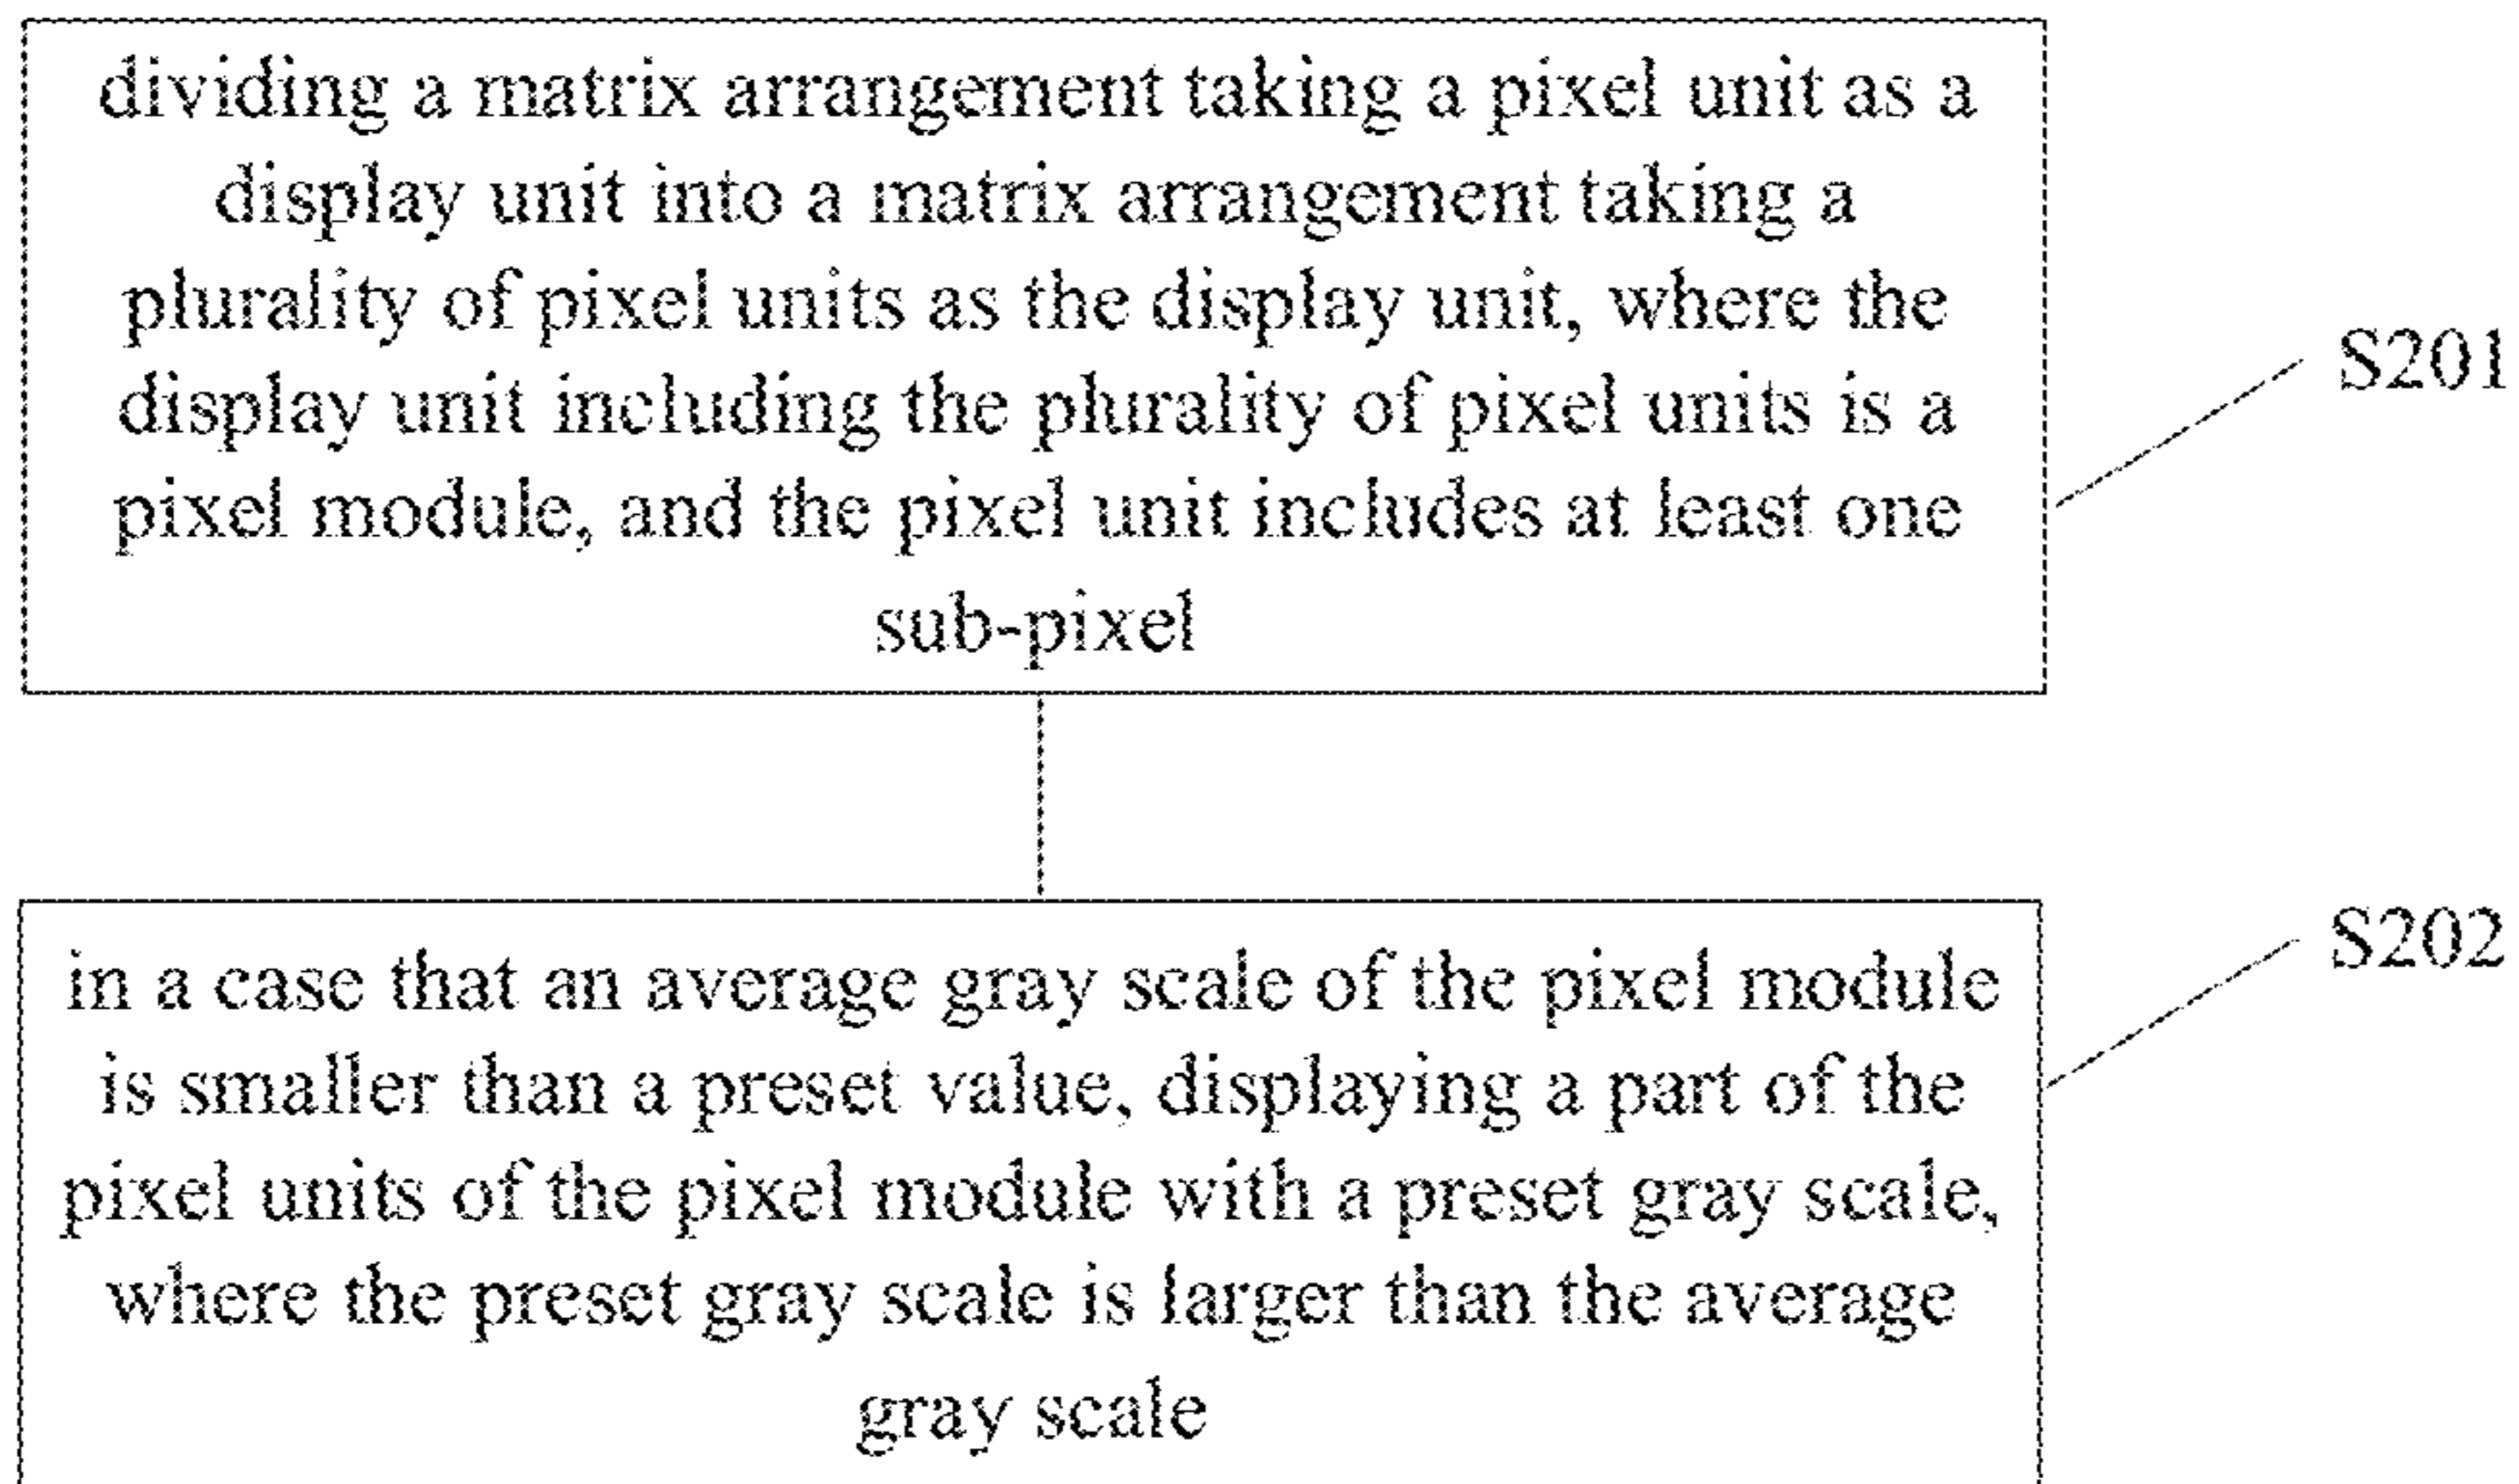 dividing a matrix arrangement taking a pixel unit as a
display unit into a matrix arrangement taking a
plurality of pixel units as the display unit, where the
display unit including the plurality of pixel units is a
pixel module, and the pixel unit includes at least one
sub-pixel
S201
in a case that an average gray scale of the pixel module
is smaller than a preset value, displaying a part of the
pixel units of the pixel module with a preset gray scale,
where the preset gray scale is larger than the average
gray scale
S202